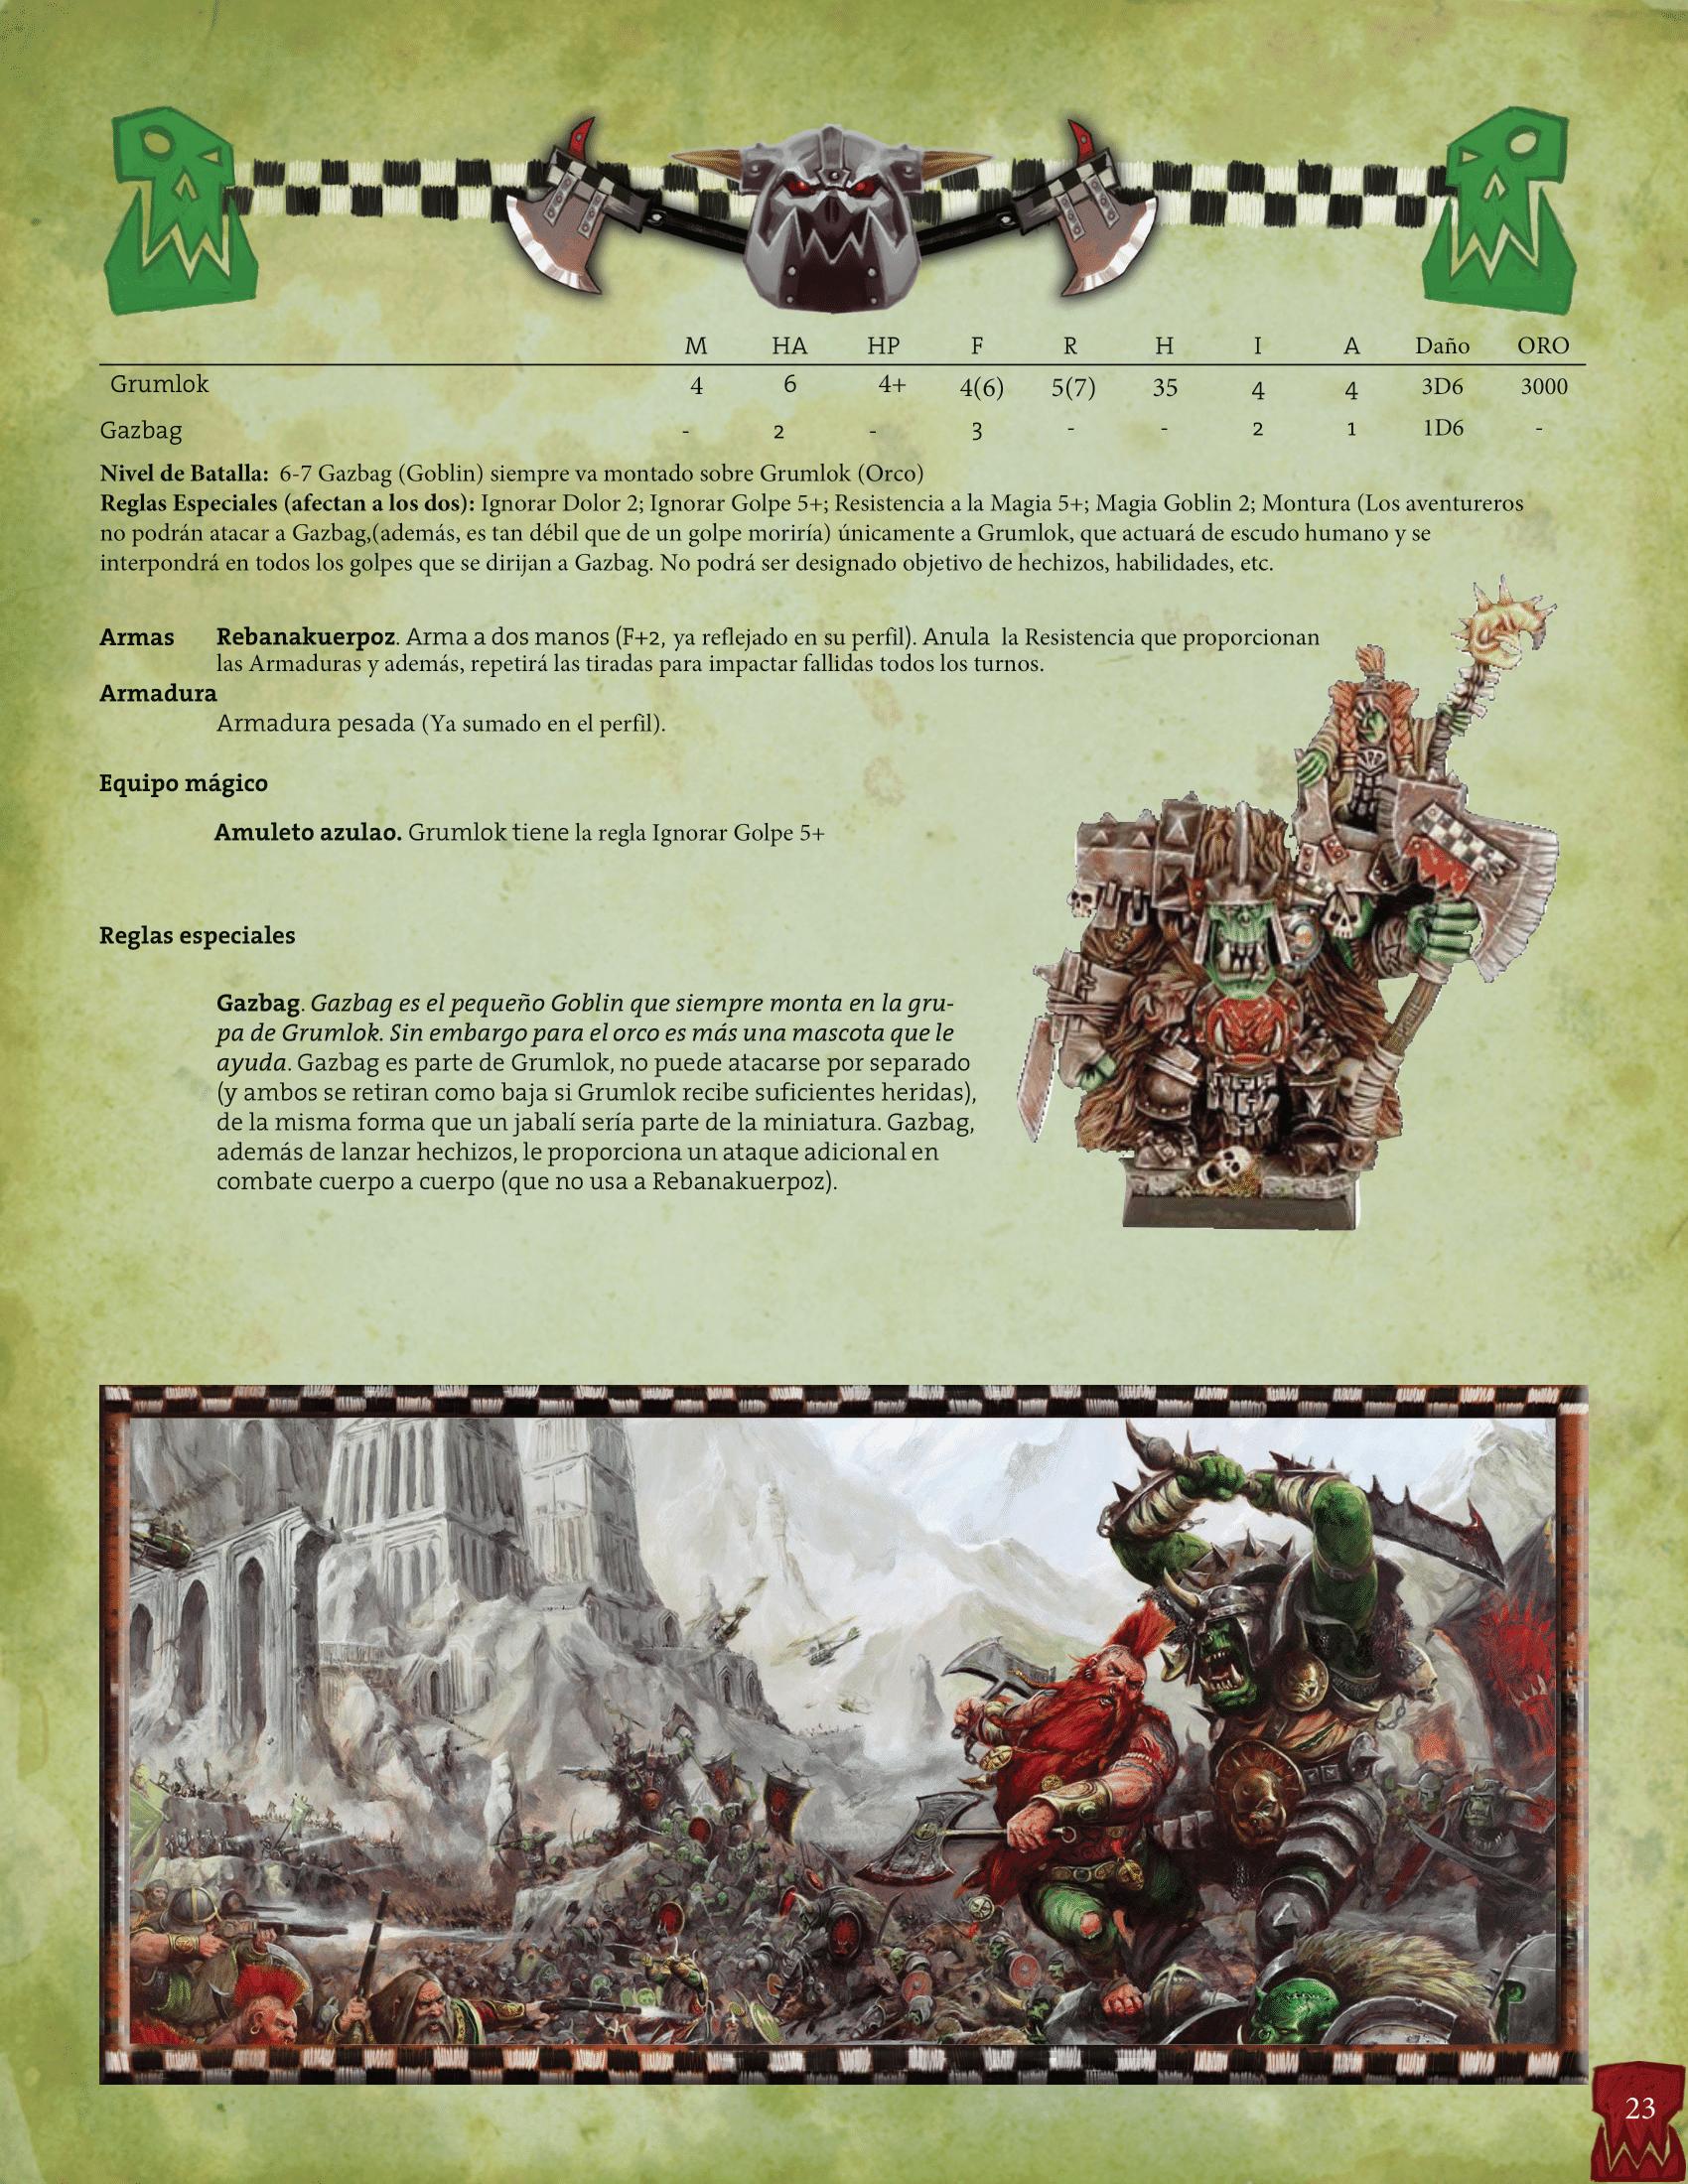 M HA HP F R H I A Daño ORO
Grumlok 4 6 4+ 4(6) 5(7) 35 4 4 3D6 3000
Gazbag - 2 - 3 - - 2 1 1D6 -
Nivel de Batalla: 6-7 Gazbag (Goblin) siempre va montado sobre Grumlok (Orco)
Reglas Especiales (afectan a los dos): Ignorar Dolor 2; Ignorar Golpe 5+; Resistencia a la Magia 5+; Magia Goblin 2; Montura (Los aventureros
no podrán atacar a Gazbag,(además, es tan débil que de un golpe moriría) únicamente a Grumlok, que actuará de escudo humano y se
interpondrá en todos los golpes que se dirijan a Gazbag. No podrá ser designado objetivo de hechizos, habilidades, etc.
Armas Rebanakuerpoz. Arma a dos manos (F+2, ya reflejado en su perfil). Anula la Resistencia que proporcionan
las Armaduras y además, repetirá las tiradas para impactar fallidas todos los turnos.
Armadura
Armadura pesada (Ya sumado en el perfil).
Equipo mágico
Amuleto azulao. Grumlok tiene la regla Ignorar Golpe 5+
Reglas especiales
Gazbag. Gazbag es el pequeño Goblin que siempre monta en la gru-
pa de Grumlok. Sin embargo para el orco es más una mascota que le
ayuda. Gazbag es parte de Grumlok, no puede atacarse por separado
(y ambos se retiran como baja si Grumlok recibe suficientes heridas),
de la misma forma que un jabalí sería parte de la miniatura. Gazbag,
además de lanzar hechizos, le proporciona un ataque adicional en
combate cuerpo a cuerpo (que no usa a Rebanakuerpoz).
23